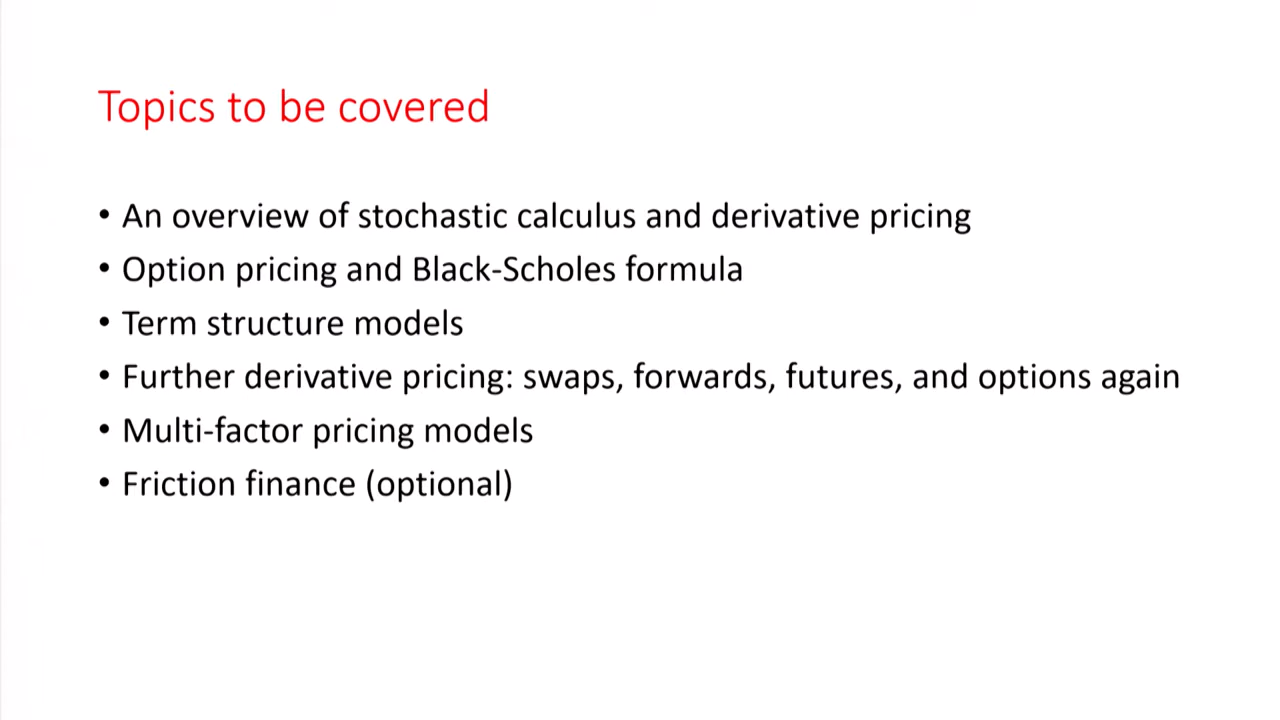 Topics to be covered
• An overview of stochastic calculus and derivative pricing
• Option pricing and Black-Scholes formula
• Term structure models
• Further derivative pricing: swaps, forwards, futures, and options again
• Multi-factor pricing models
• Friction finance (optional)